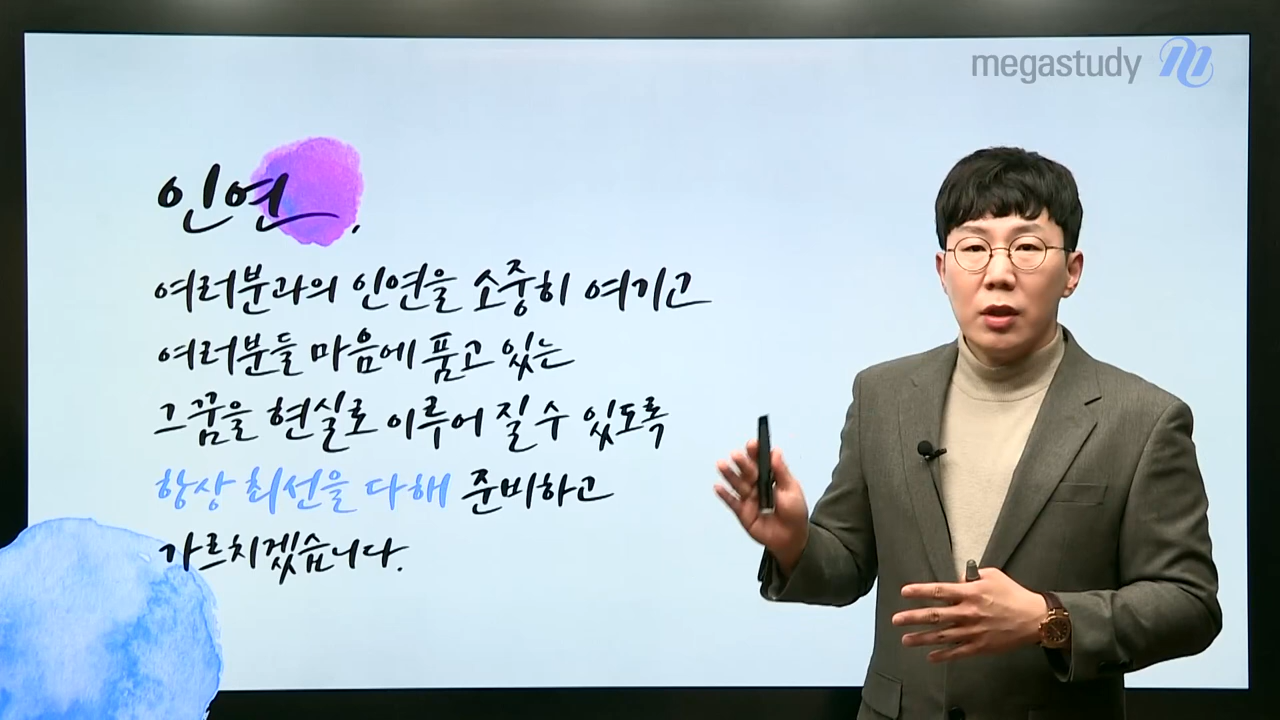 megastudy
인연.
여러분과의 인연을 소중히 여기고
여러분들 마음에 품고 있는
그 꿈을 현실로 이루어 질 수 있도록
항상 최선을 다해 준비하고
가르치겠습니다.